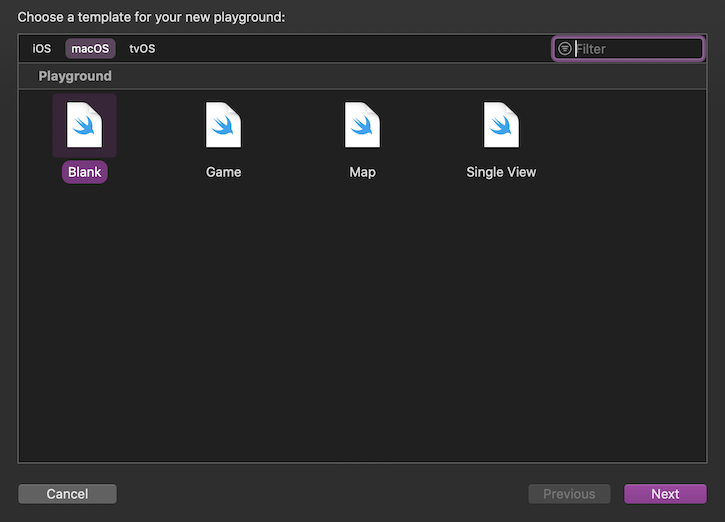 Choose a template for your new playground:
iOS macOS tvOS Filter
Playground
Blank Game Map Single View
Cancel Previous Next